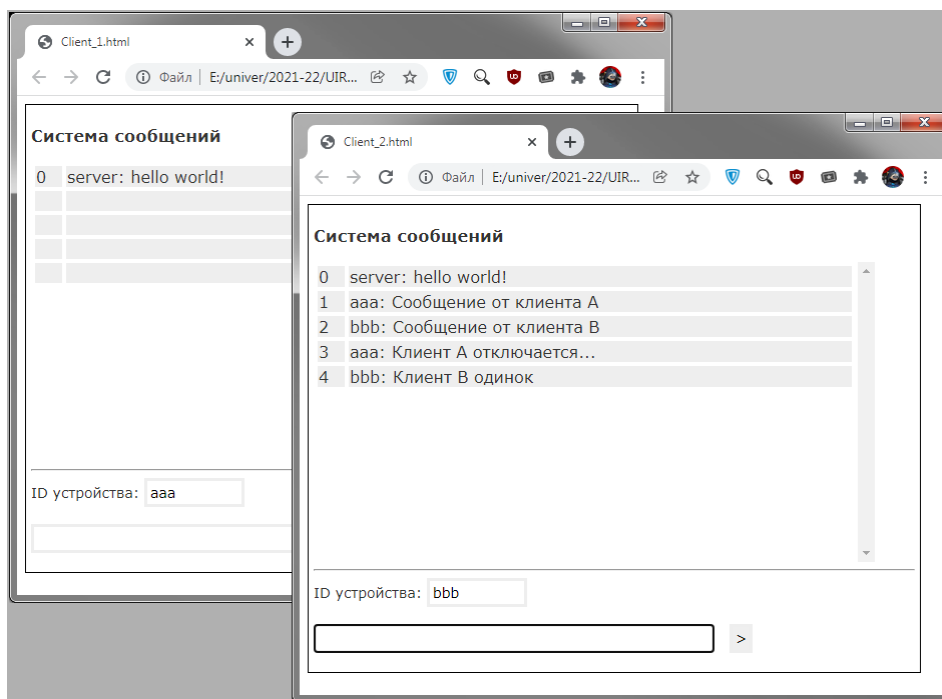 Client_1.html
Файл E:/univer/2021-22/UIR...
Система сообщений
0 server: hello world!
ID устройства: aaa
Client_2.html
Файл E:/univer/2021-22/UIR...
Система сообщений
0 server: hello world!
1 aaa: Сообщение от клиента A
2 bbb: Сообщение от клиента B
3 aaa: Клиент A отключается...
4 bbb: Клиент B одинок
ID устройства: bbb
>